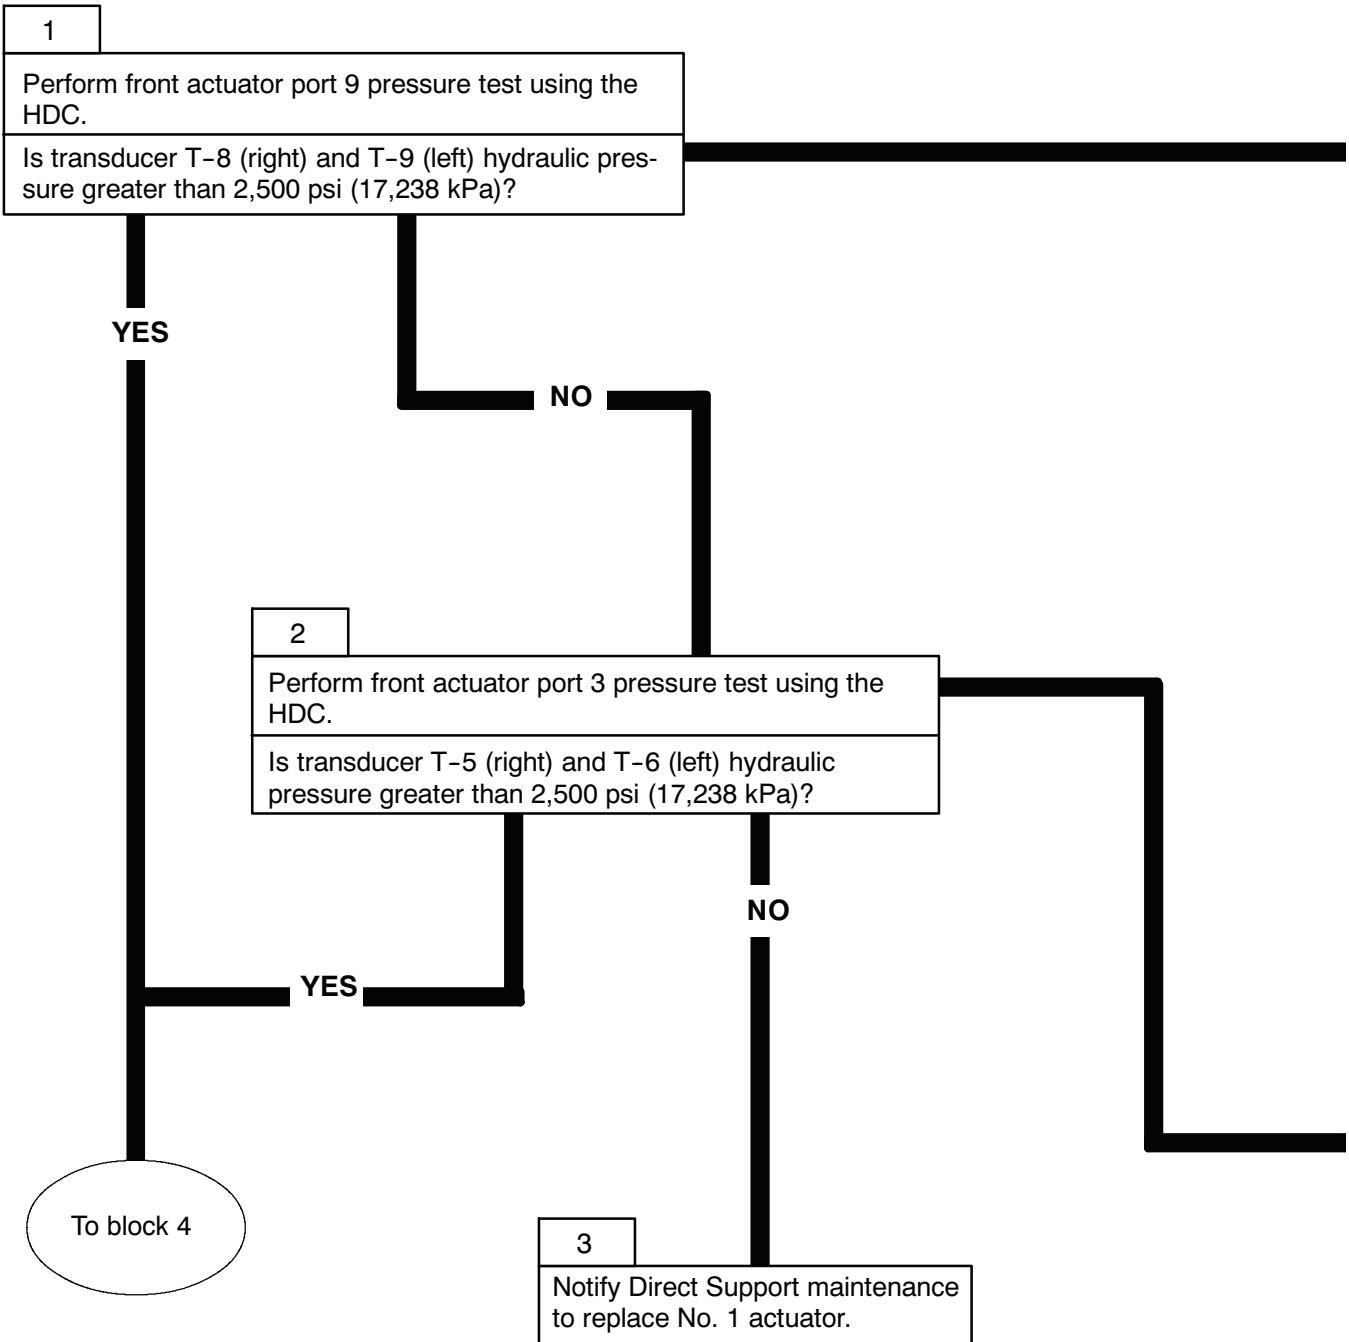 1
Perform front actuator port 9 pressure test using the
HDC.
Is transducer T-8 (right) and T-9 (left) hydraulic pres-
sure greater than 2,500 psi (17,238 kPa)?
YES
NO
2
Perform front actuator port 3 pressure test using the
HDC.
Is transducer T-5 (right) and T-6 (left) hydraulic
pressure greater than 2,500 psi (17,238 kPa)?
NO
YES
To block 4
3
Notify Direct Support maintenance
to replace No. 1 actuator.